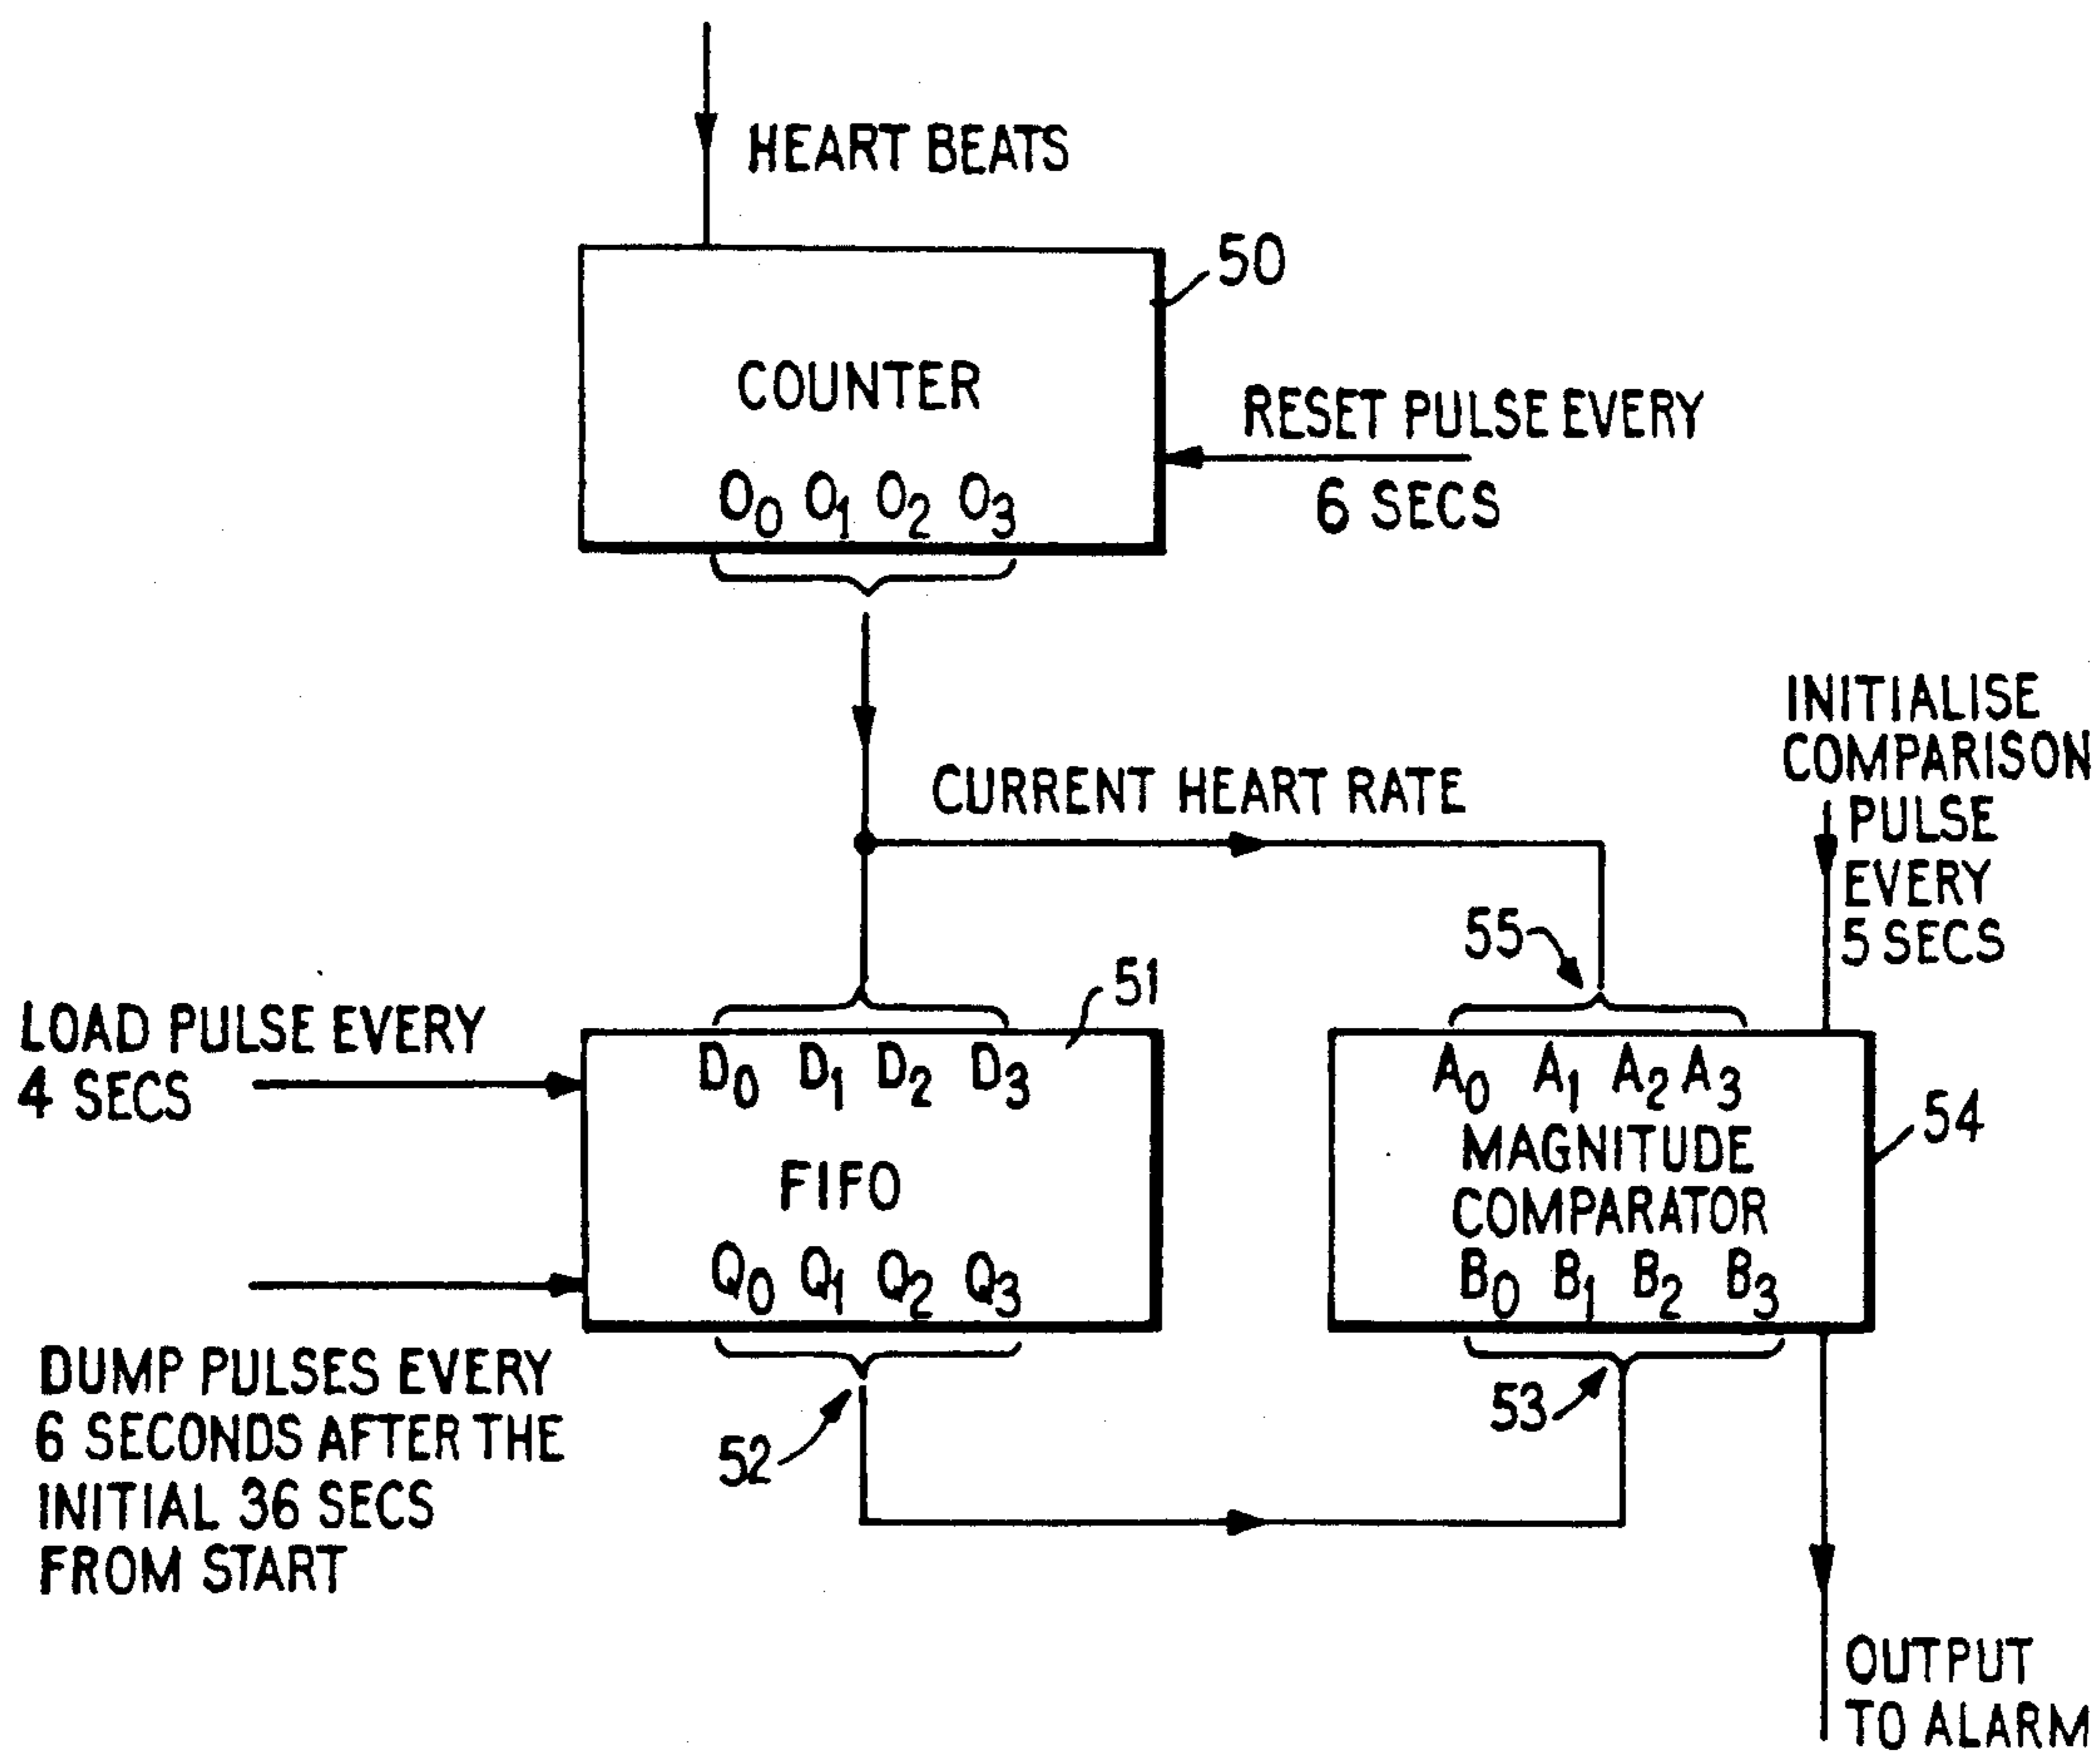 HEART BEATS
50
COUNTER
O0 O1 O2 O3
RESET PULSE EVERY
6 SECS
CURRENT HEART RATE
INITIALISE
COMPARISON
PULSE
EVERY
5 SECS
55
51
LOAD PULSE EVERY
4 SECS
D0 D1 D2 D3
FIFO
Q0 Q1 Q2 Q3
A0 A1 A2 A3
MAGNITUDE
COMPARATOR
B0 B1 B2 B3
54
DUMP PULSES EVERY
6 SECONDS AFTER THE
INITIAL 36 SECS
FROM START
52
53
OUTPUT
TO ALARM